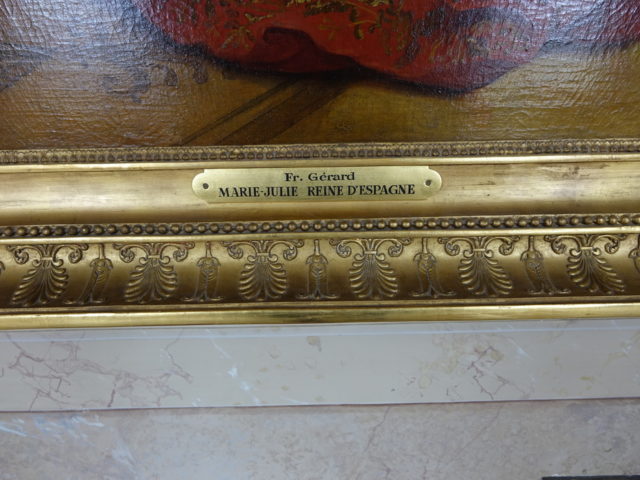 Fr. Gérard
MARIE-JULIE REINE D'ESPAGNE